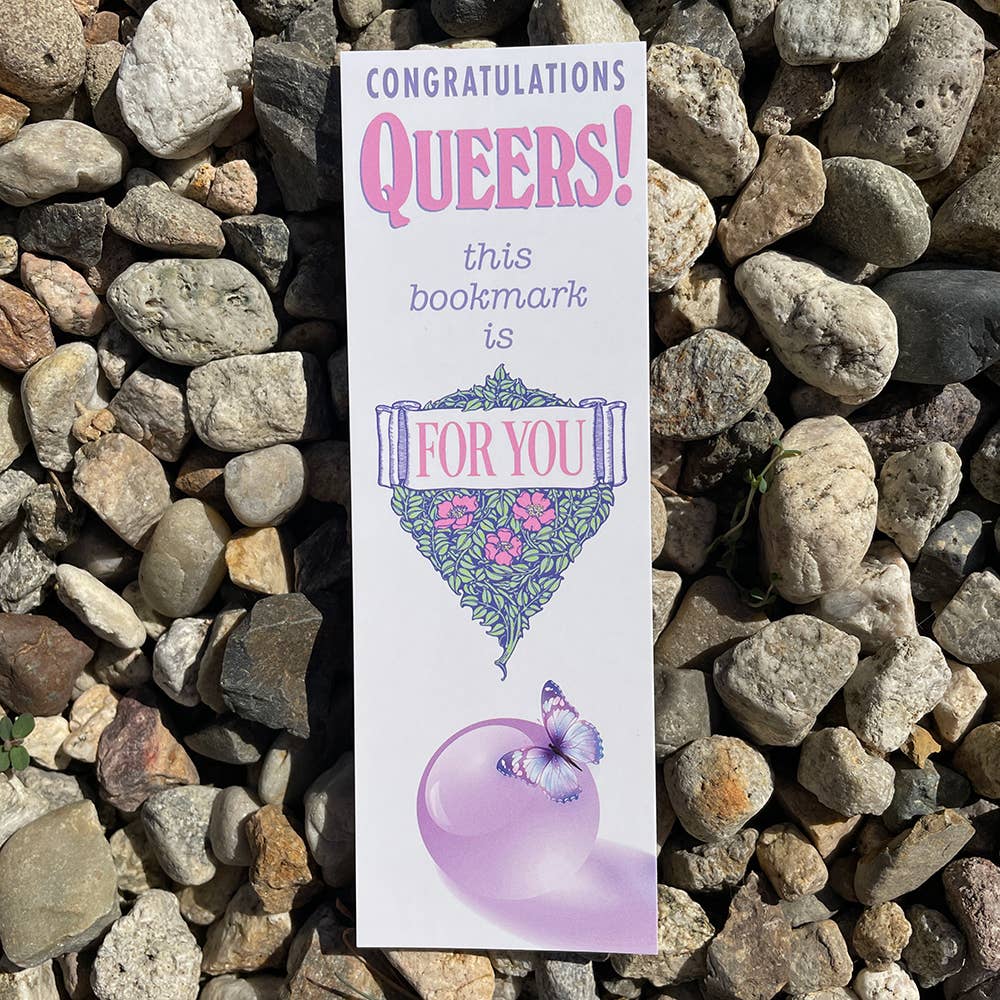 CONGRATULATIONS
QUEERS!
this
bookmark
is
FOR YOU